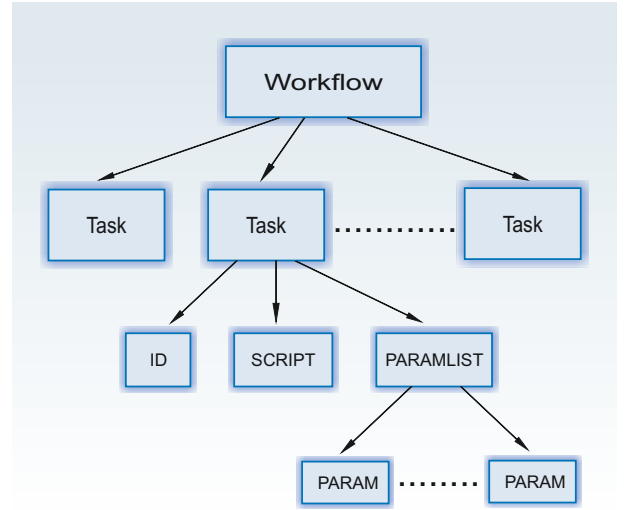 Workflow
Task
Task
Task
ID
SCRIPT
PARAMLIST
PARAM
PARAM